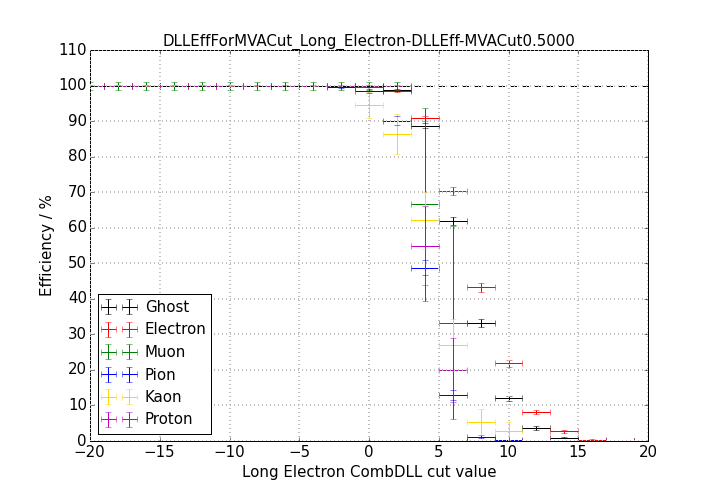 DLLEffForMVACut_Long_Electron-DLLEff-MVACut0.5000
110
100
90
80
70
60
50
40
30
20
10
0
Efficiency / %
Ghost
Electron
Muon
Pion
Kaon
Proton
−20 −15 −10 −5 0 5 10 15 20
Long Electron CombDLL cut value